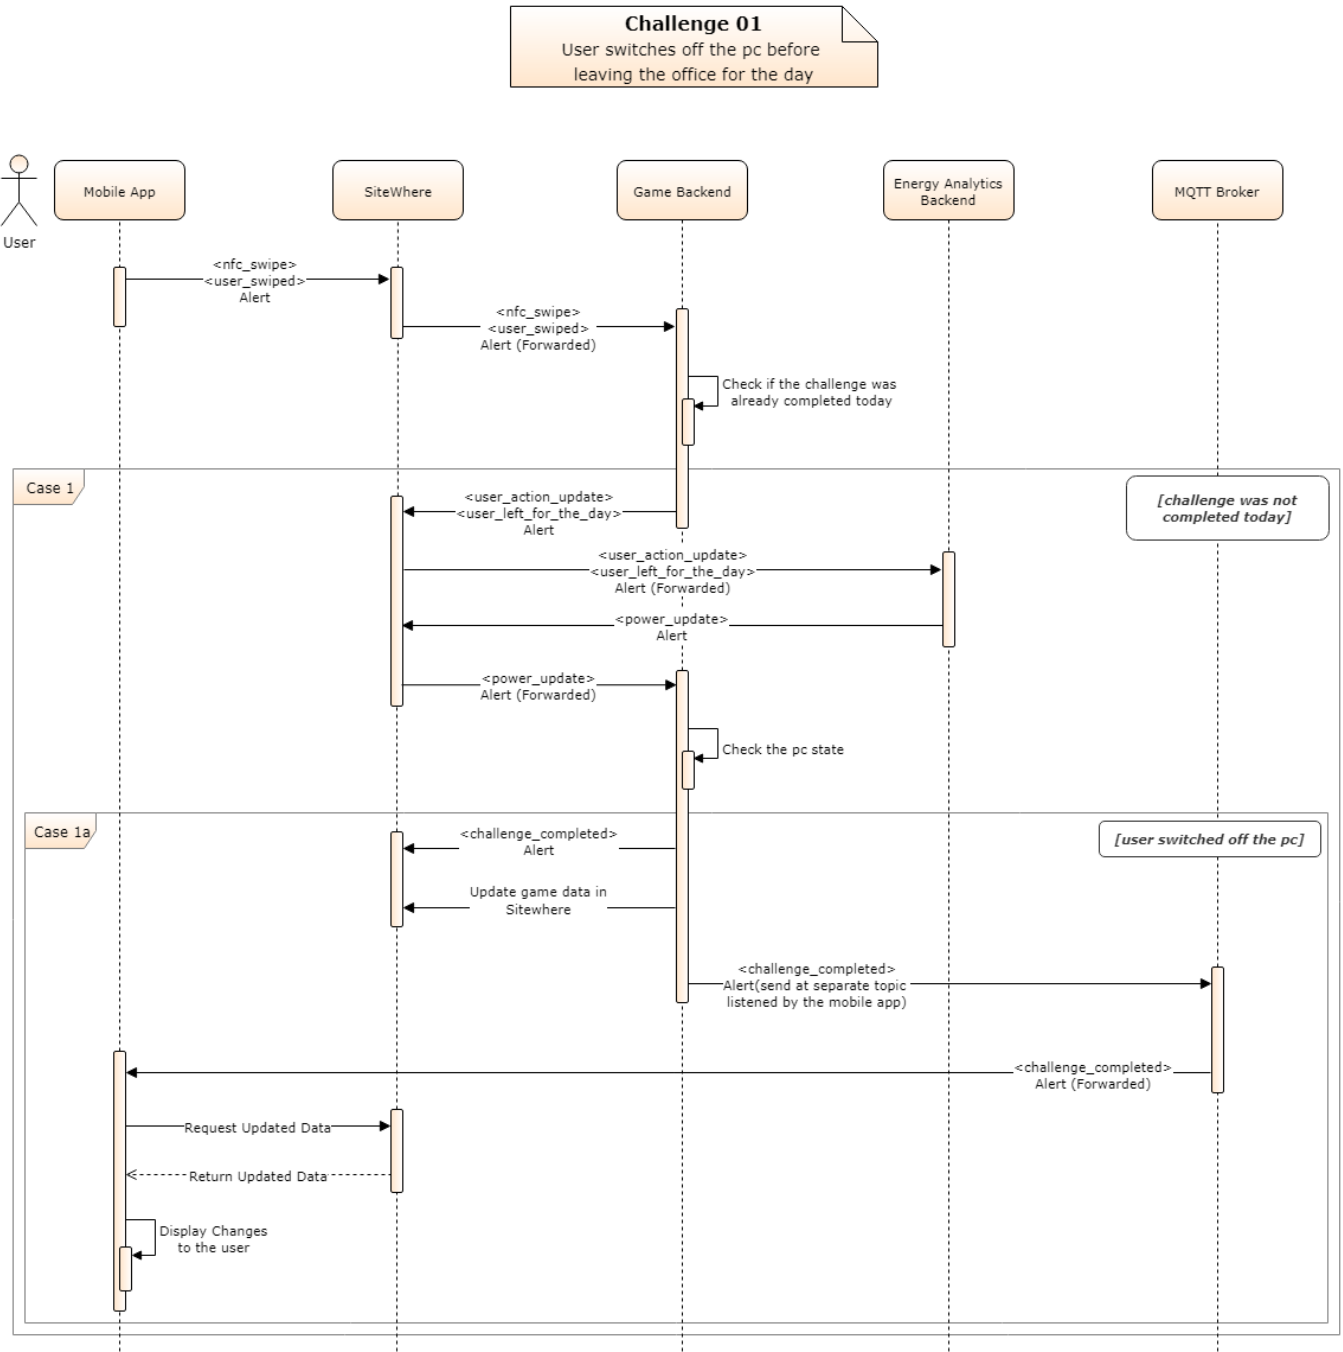 Challenge 01
User switches off the pc before
leaving the office for the day
User
Mobile App
SiteWhere
Game Backend
Energy Analytics
Backend
MQTT Broker
<nfc_swipe>
<user_swiped>
Alert
<nfc_swipe>
<user_swiped>
Alert (Forwarded)
Check if the challenge was
already completed today
Case 1
[challenge was not
completed today]
<user_action_update>
<user_left_for_the_day>
Alert
<user_action_update>
<user_left_for_the_day>
Alert (Forwarded)
<power_update>
Alert
<power_update>
Alert (Forwarded)
Check the pc state
Case 1a
[user switched off the pc]
<challenge_completed>
Alert
Update game data in
Sitewhere
<challenge_completed>
Alert(send at separate topic
listened by the mobile app)
<challenge_completed>
Alert (Forwarded)
Request Updated Data
Return Updated Data
Display Changes
to the user